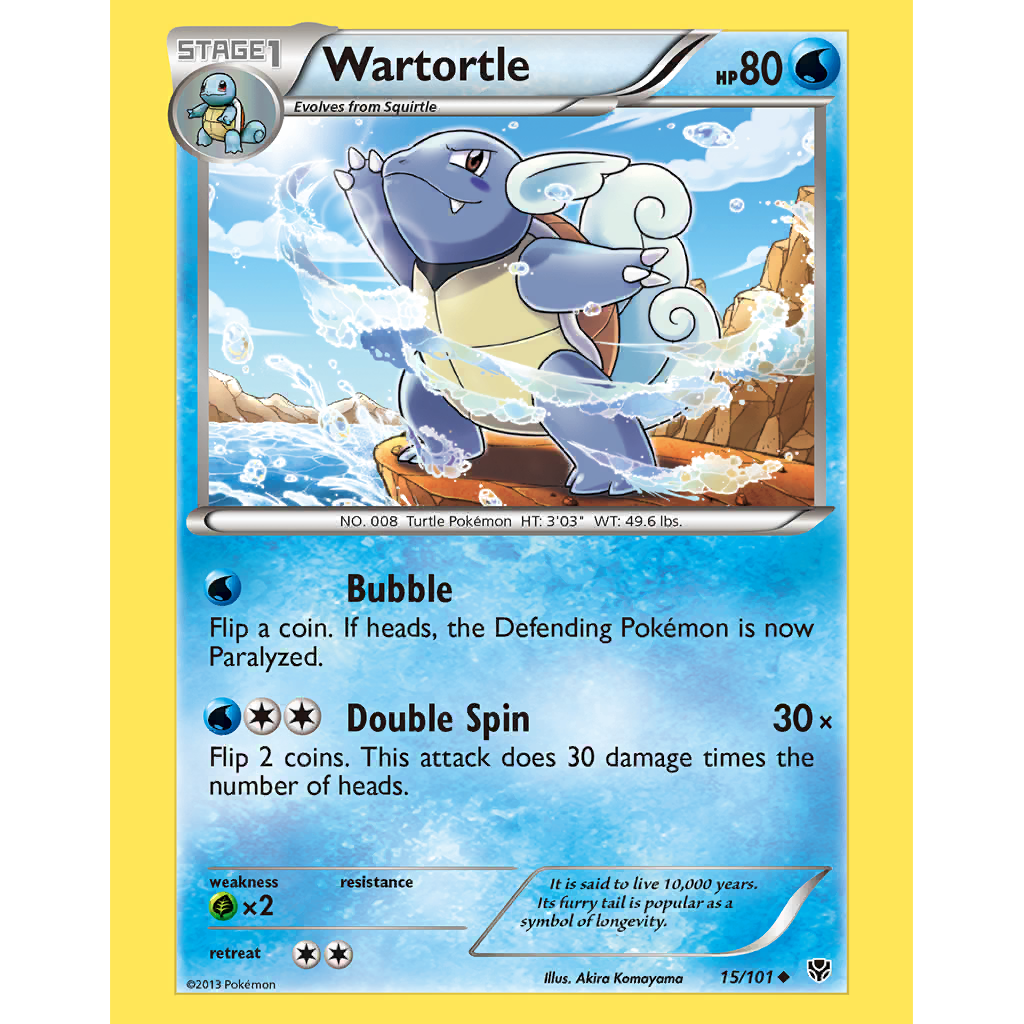 STAGE1
Wartortle
HP80
Evolves from Squirtle
NO. 008 Turtle Pokémon HT: 3'03" WT: 49.6 lbs.
Bubble
Flip a coin. If heads, the Defending Pokémon is now
Paralyzed.
Double Spin 30×
Flip 2 coins. This attack does 30 damage times the
number of heads.
weakness resistance
×2
It is said to live 10,000 years.
Its furry tail is popular as a
symbol of longevity.
retreat
Illus. Akira Komayama 15/101
©2013 Pokémon